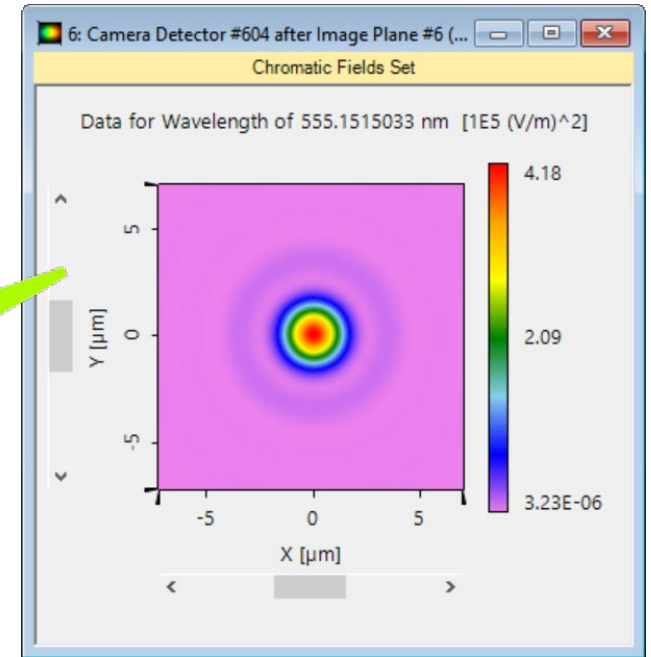 6: Camera Detector #604 after Image Plane #6 (...
Chromatic Fields Set
Data for Wavelength of 555.1515033 nm [1E5 (V/m)^2]
4.18
2.09
3.23E-06
5
0
-5
Y [µm]
-5 0 5
X [µm]